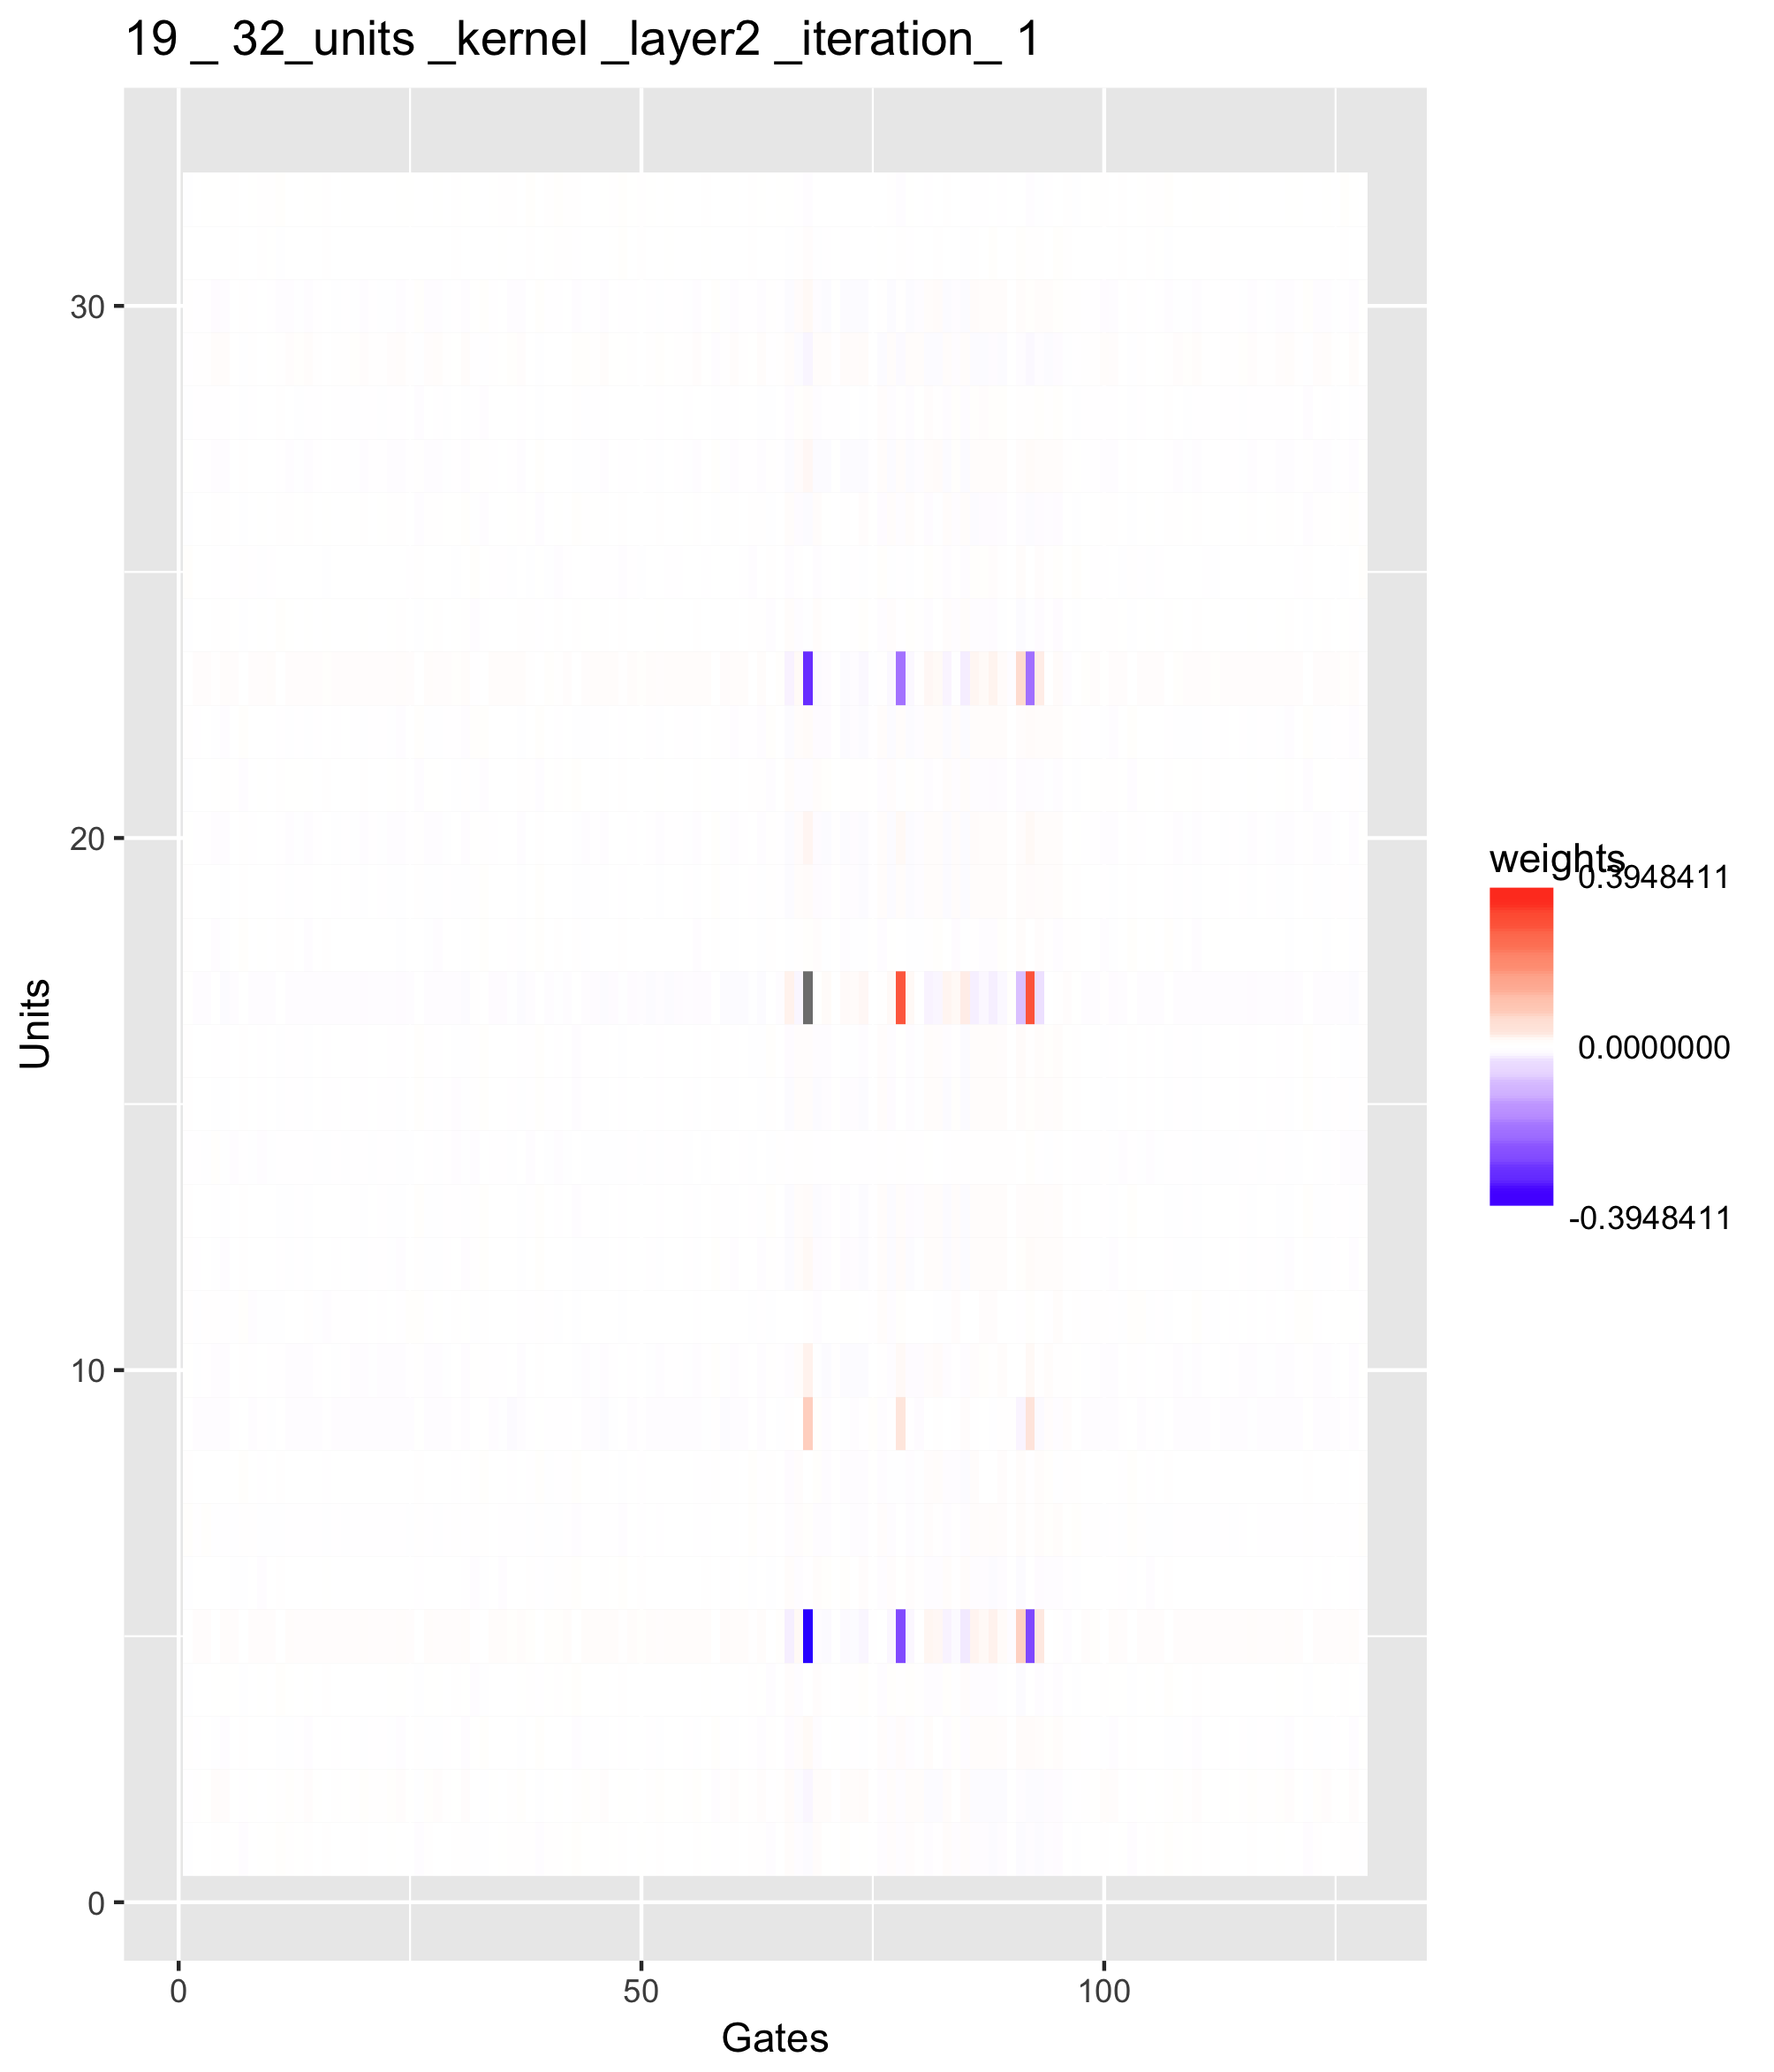 19 _ 32_units _kernel _layer2 _iteration_ 1
Units
30
20
10
0
0 50 100
Gates
weights
0.3948411
0.0000000
-0.3948411